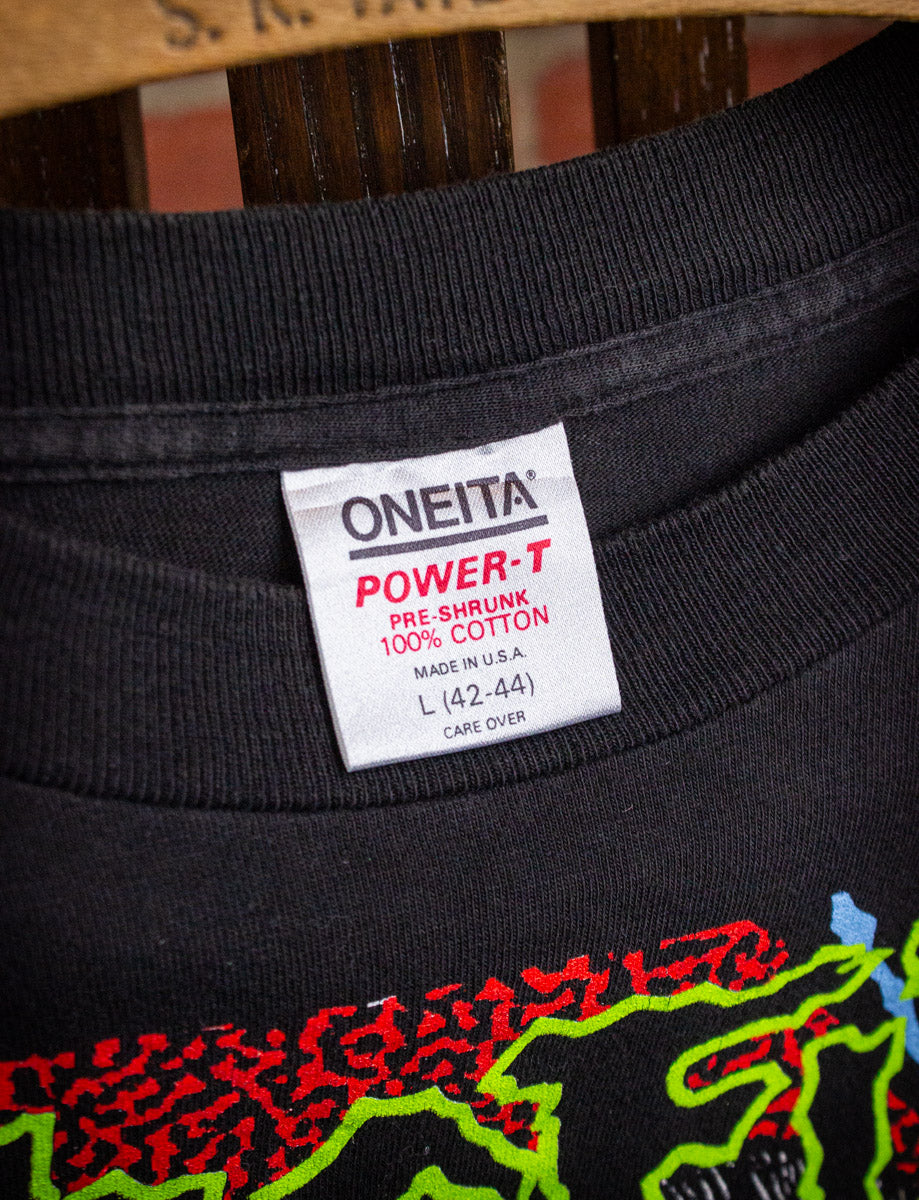 ONEITA®
POWER-T
PRE-SHRUNK
100% COTTON
MADE IN U.S.A.
L (42-44)
CARE OVER